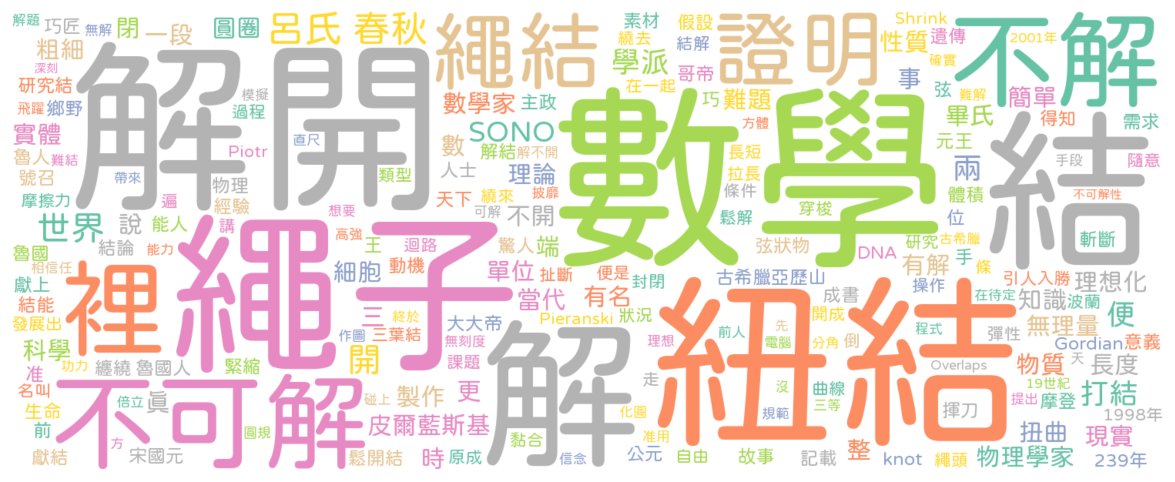 解題 巧匠 無解 閉 一段 圓圈 呂氏 春秋 繩結 素材 假設 Shrink 證明 不解 2001年
粗細 深刻 解開 繞去 結解 性質 遺傳 確實
研究結 學派 哥帝 在一起 事 弦 難解
飛躍 鄉野 模擬 數學家 主政 巧 難題 簡單 畢氏 得知 需求
實體 過程 直尺 SONO 數學 方體 元王 結
魯人 難結 Piotr 數 解結 解不開 長短 兩 手段 隨意
號召 物理 類型 人士 理論 拉長 條件 體積 不可解性
摩擦力 帶來 經驗 想要 天下 繞來 披靡 可解 不開 鬆解 穿梭 位 斬斷
世界 說 遍 能人 講 繩子 高強 王 迴路 驚人 端 弦狀物 DNA 研究 古希臘 手 條
魯國 結論 裡 能力 細胞 動機 單位 扯斷 便是 封閉 古希臘亞歷山 有解 操作 引人入勝 理想化
獻上 相信任 結能 終於 三 當代 有名 紐結 成書 在待定 知識 波蘭 便
發展出 作圖 三葉結 大大帝 無刻度 Pieranski 狀況 理想 前人 先 電腦 程式 分角 開成 倒 彈性 無理量 Gordian 意義
科學 功力 纏繞 魯國人 緊縮 開 課題 解 沒 走 Overlaps 天 物質 長度
准 名叫 不可解 倍立 眞 製作 更 碰上 規範 曲線 三等 19世紀 提出 摩登 打結
生命 前 方 圓規 皮爾藍斯基 化圓 准用 揮刀 1998年
獻結 宋國元 鬆開結 時 原成 黏合 信念 公元 自由 故事 記載 整 knot 繩頭 扭曲 物理學家 現實 239年